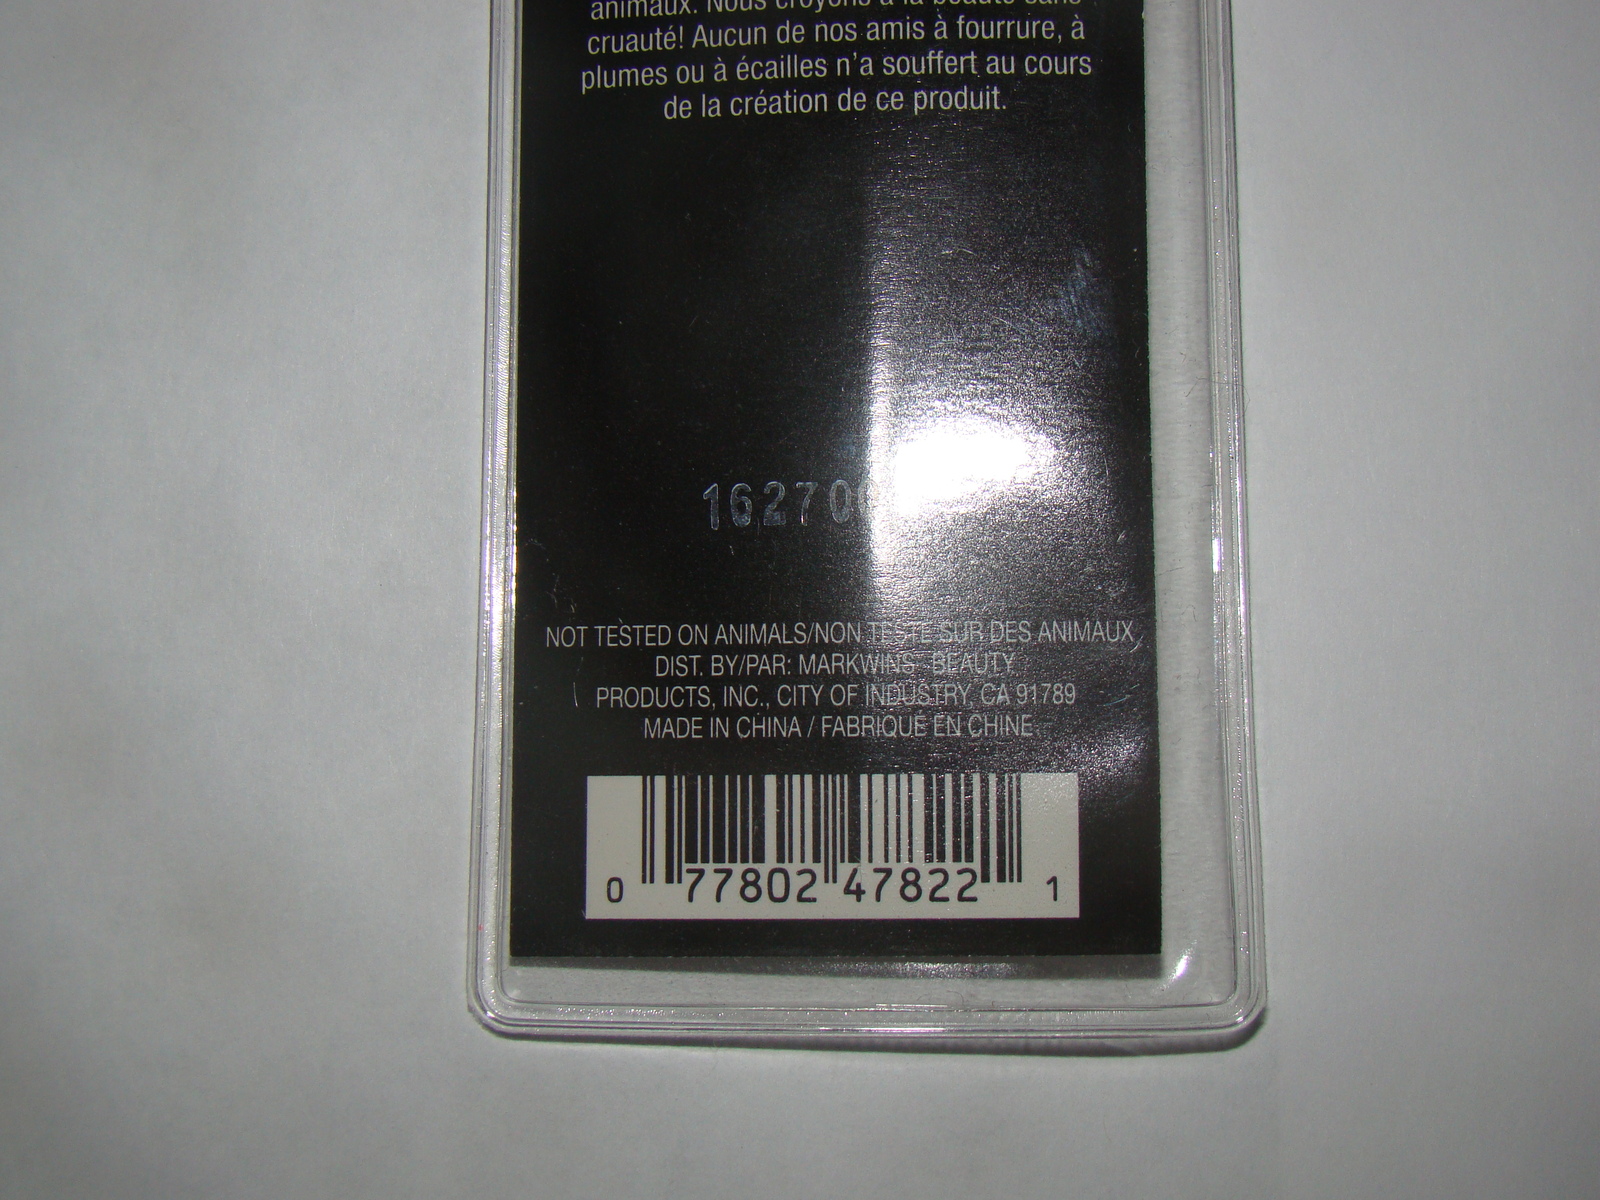 animaux. Nous croyons à la beauté sans
cruauté! Aucun de nos amis à fourrure, à
plumes ou à écailles n'a souffert au cours
de la création de ce produit.
NOT TESTED ON ANIMALS/NON TESTÉ SUR DES ANIMAUX
DIST. BY/PAR: MARKWINS BEAUTY
PRODUCTS, INC., CITY OF INDUSTRY, CA 91789
MADE IN CHINA / FABRIQUÉ EN CHINE
0 77802 47822 1